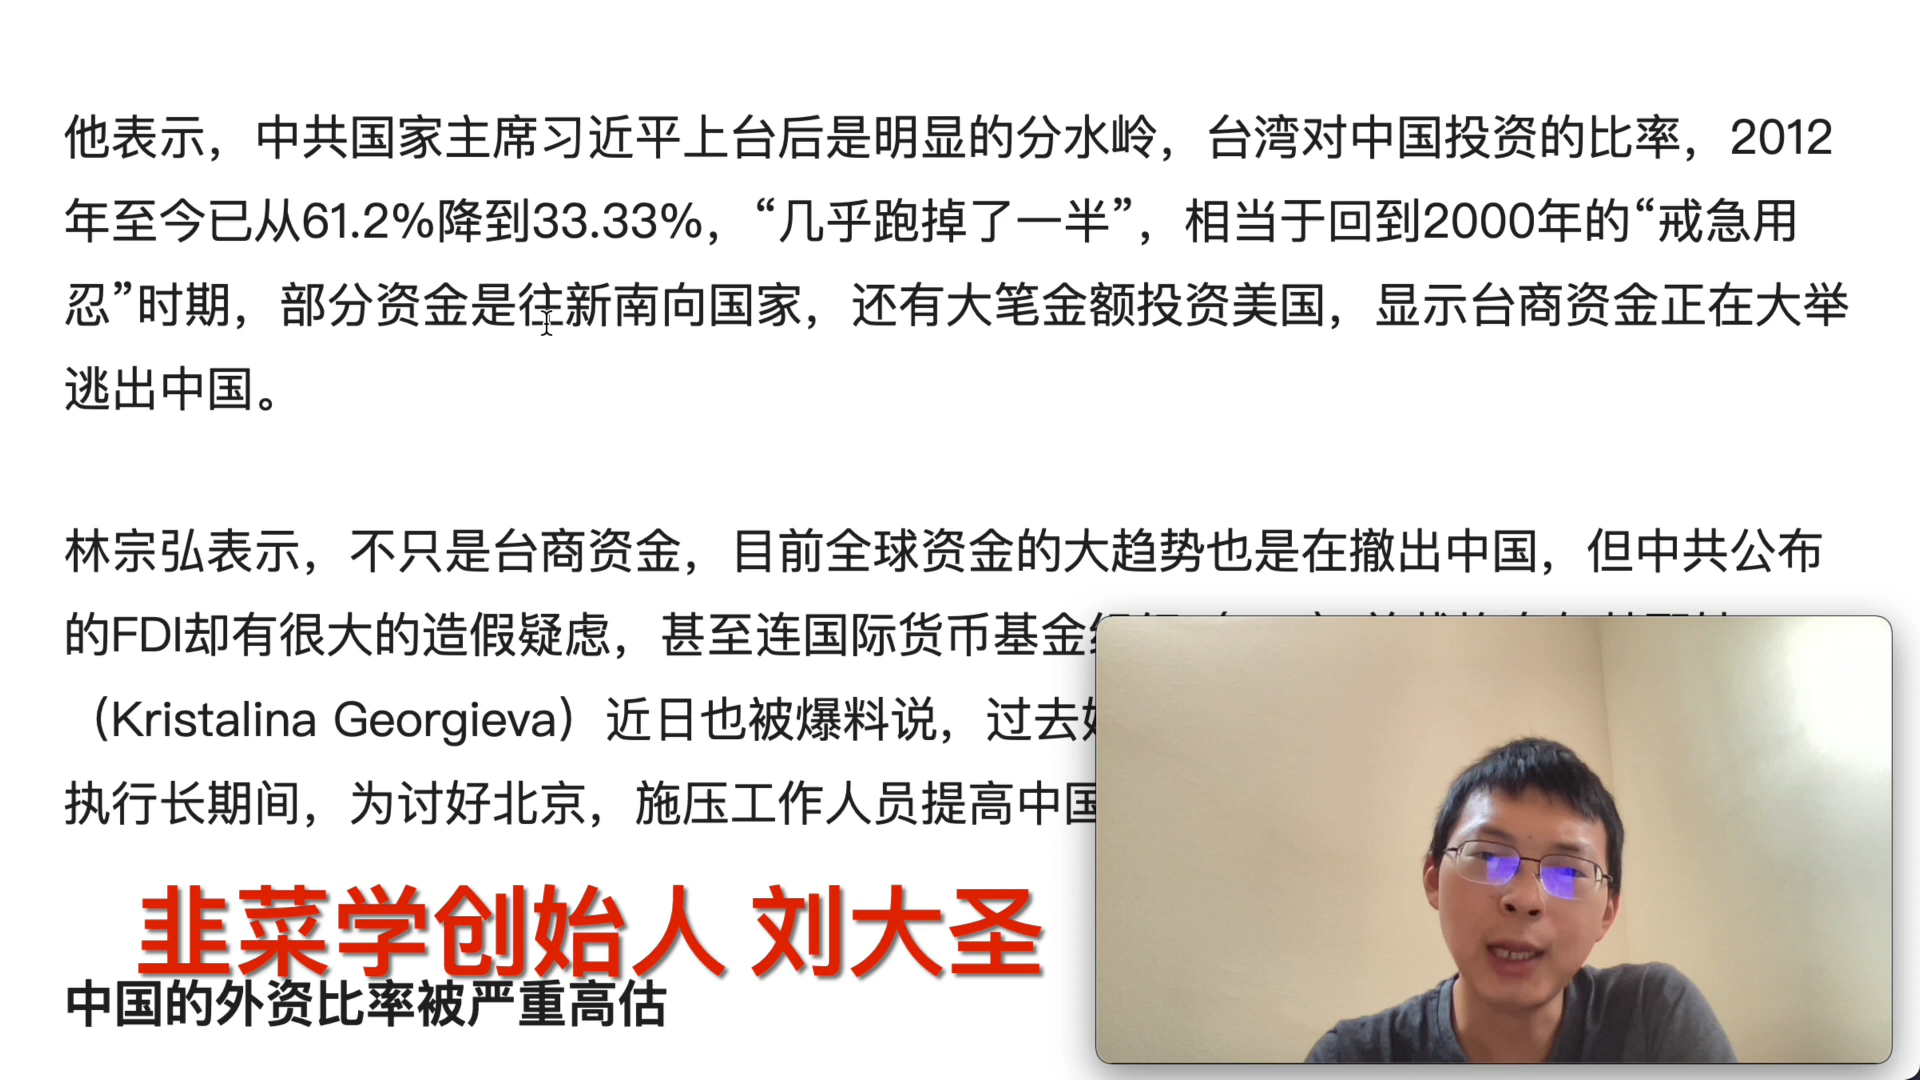 他表示，中共国家主席习近平上台后是明显的分水岭，台湾对中国投资的比率，2012
年至今已从61.2%降到33.33%，“几乎跑掉了一半”，相当于回到2000年的“戒急用
忍”时期，部分资金是往新南向国家，还有大笔金额投资美国，显示台商资金正在大举
逃出中国。
林宗弘表示，不只是台商资金，目前全球资金的大趋势也是在撤出中国，但中共公布
的FDI却有很大的造假疑虑，甚至连国际货币基金
（Kristalina Georgieva）近日也被爆料说，过去
执行长期间，为讨好北京，施压工作人员提高中国
韭菜学创始人 刘大圣
中国的外资比率被严重高估